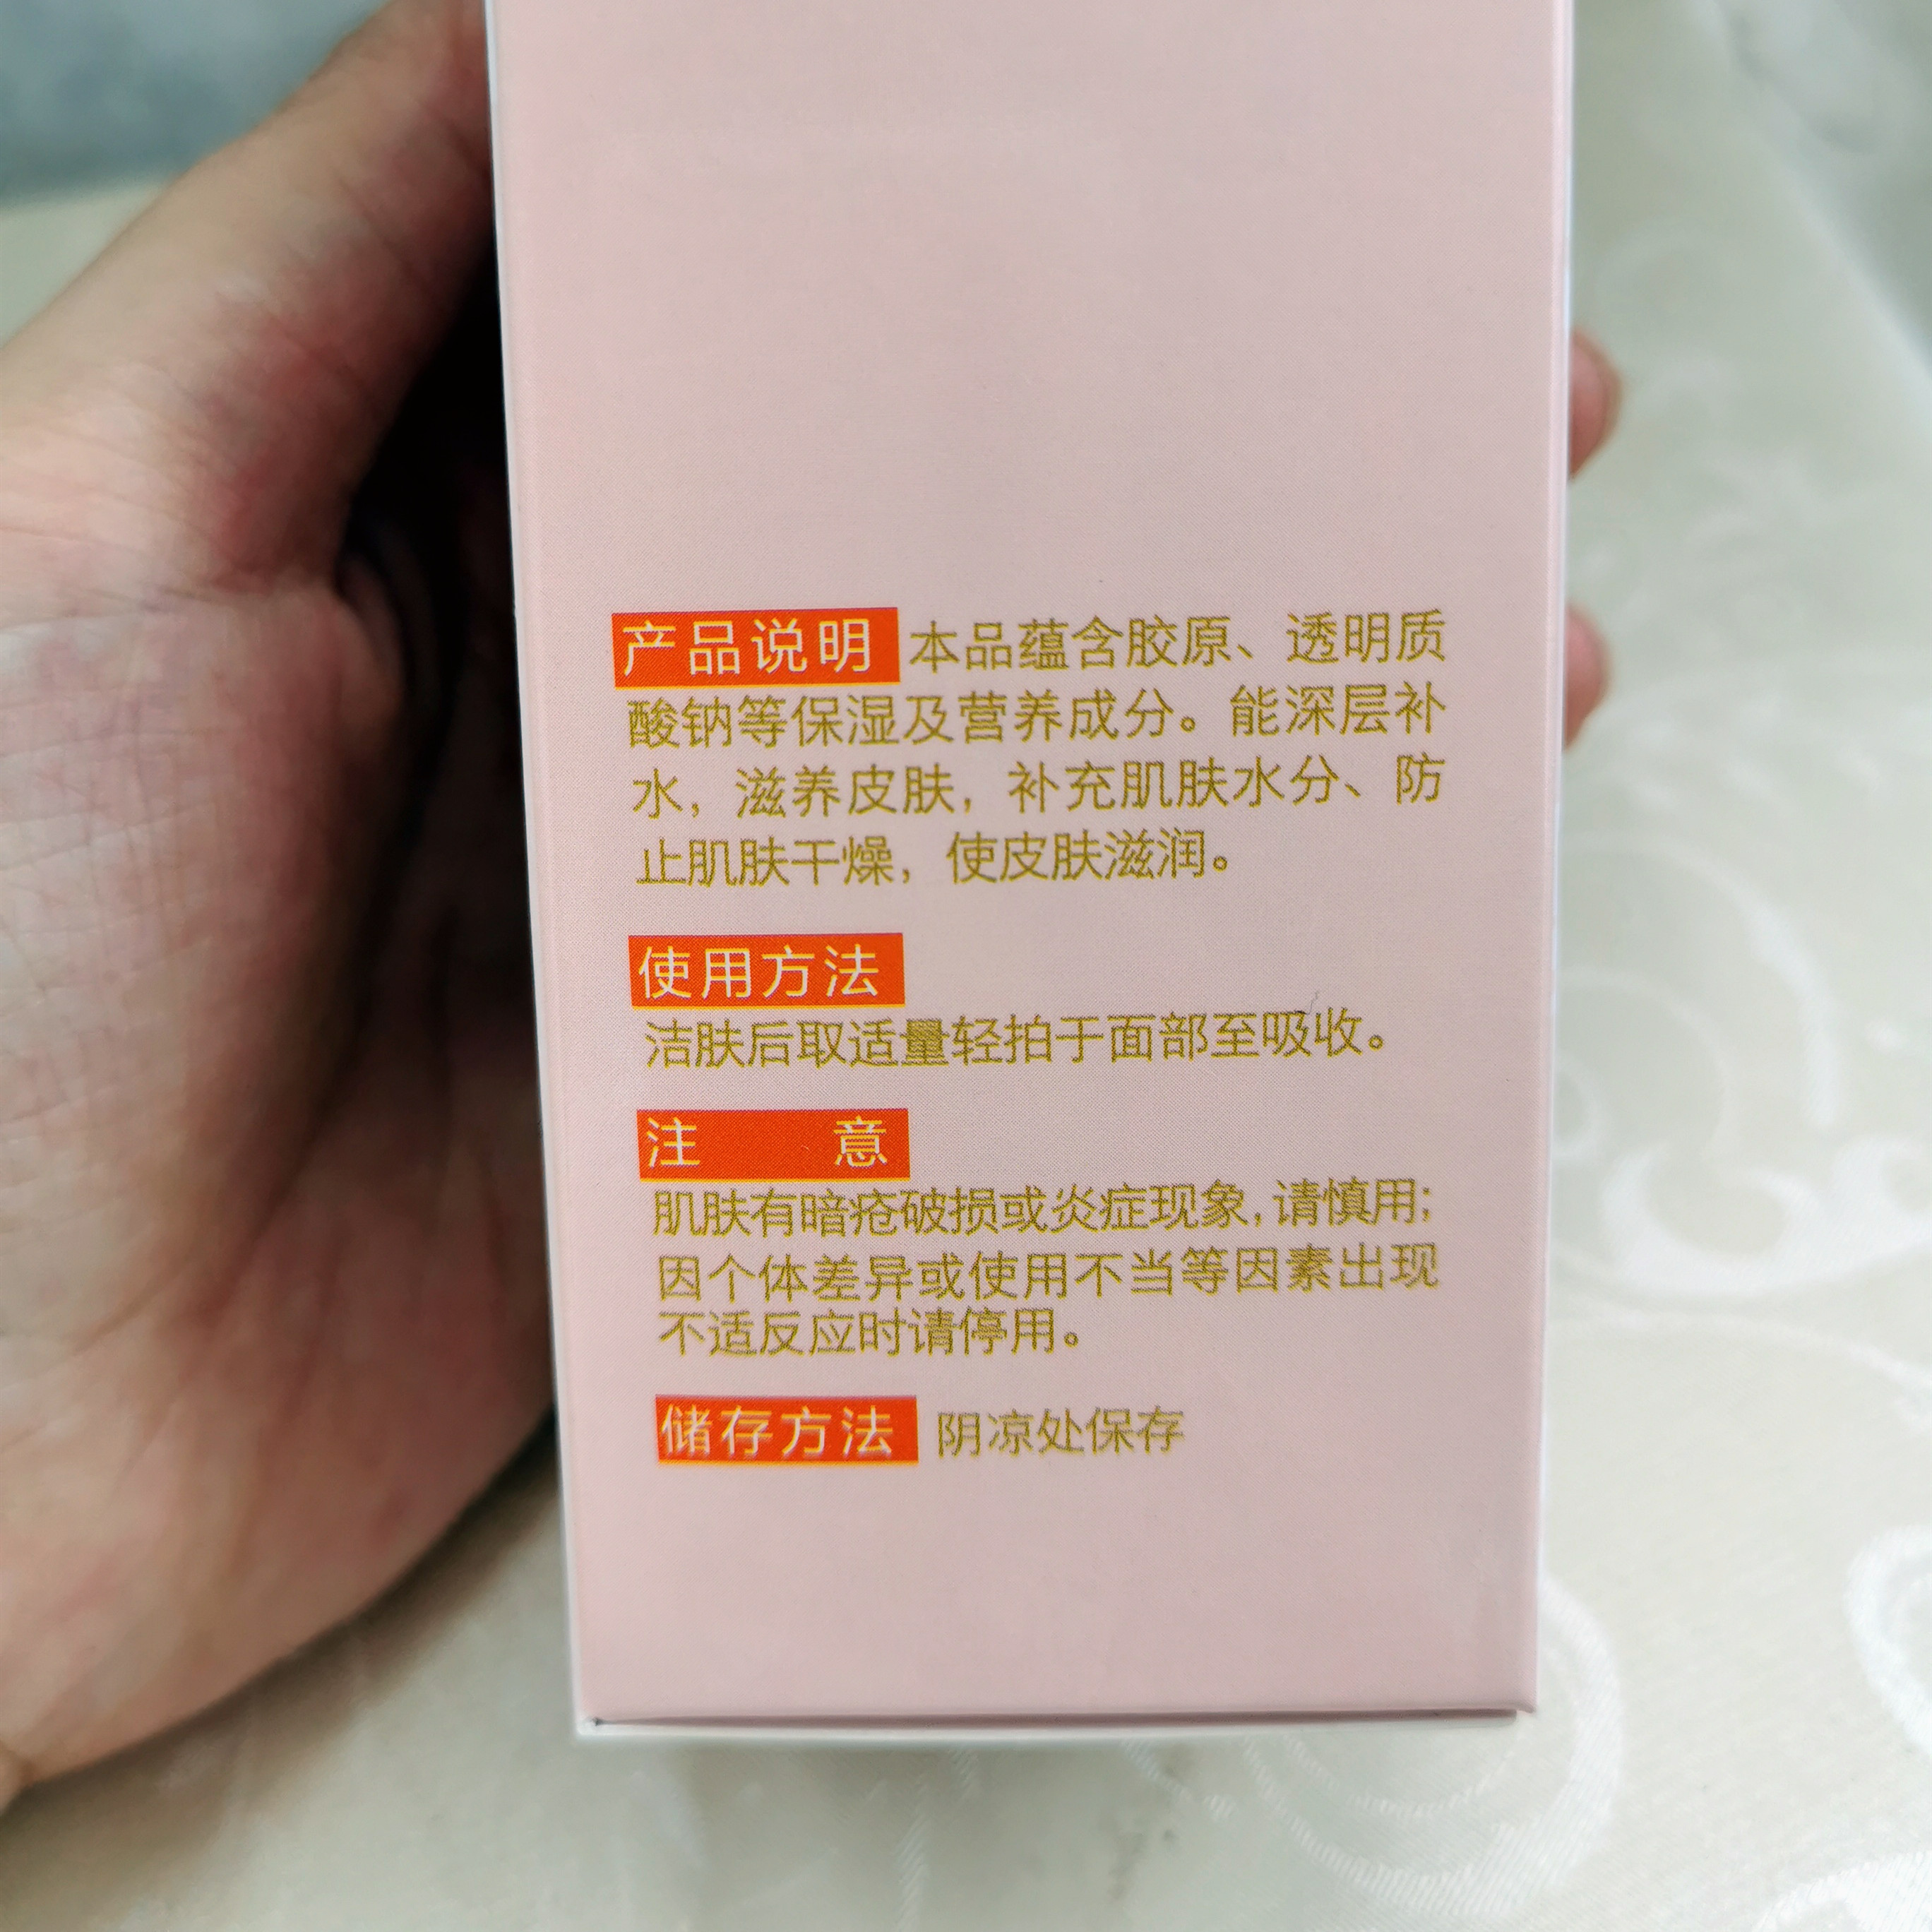 产品说明 本品蕴含胶原、透明质
酸钠等保湿及营养成分。能深层补
水，滋养皮肤，补充肌肤水分、防
止肌肤干燥，使皮肤滋润。
使用方法
洁肤后取适量轻拍于面部至吸收。
注 意
肌肤有暗疮破损或炎症现象,请慎用;
因个体差异或使用不当等因素出现
不适反应时请停用。
储存方法 阴凉处保存